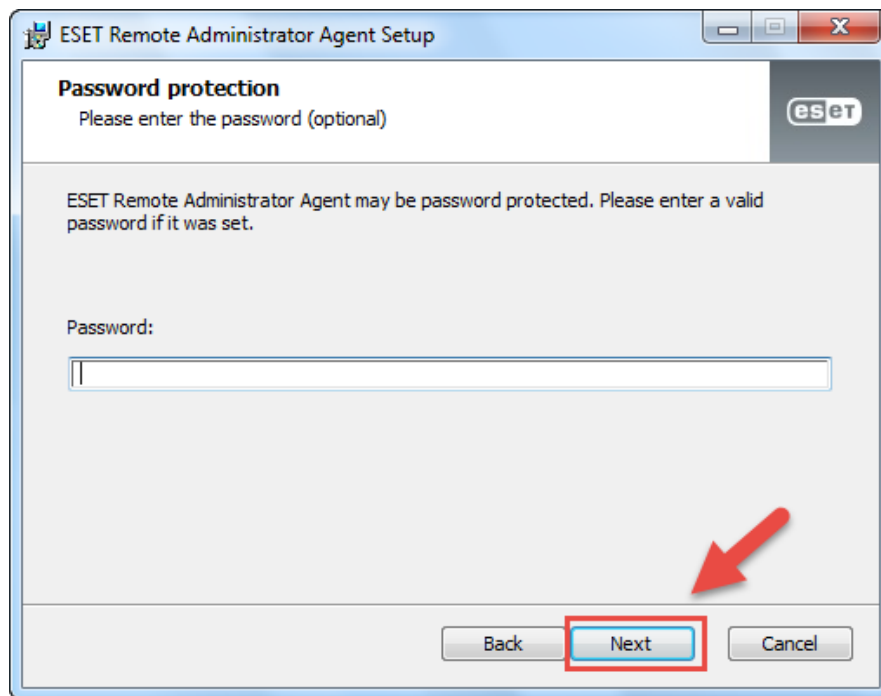 ESET Remote Administrator Agent Setup
Password protection
Please enter the password (optional)
eseT
ESET Remote Administrator Agent may be password protected. Please enter a valid
password if it was set.
Password:
Back Next Cancel